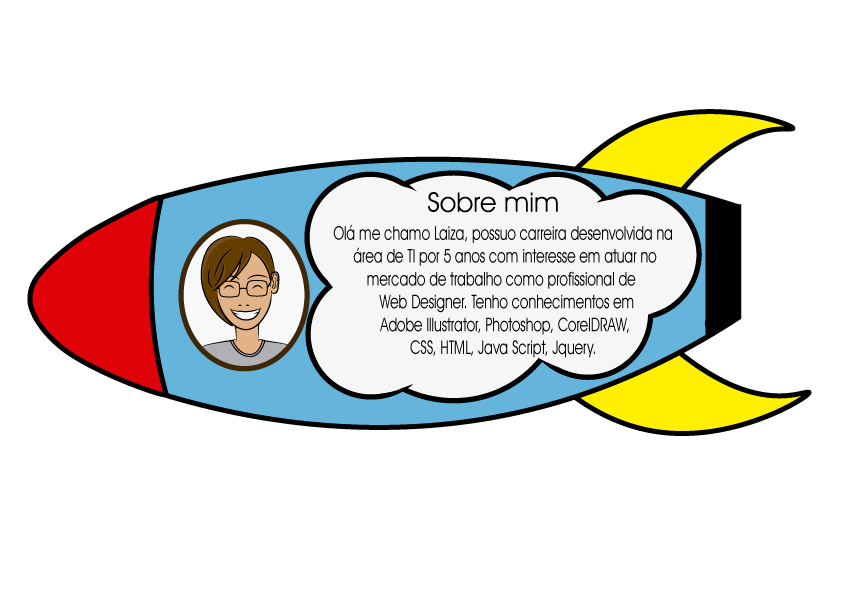 Sobre mim
Olá me chamo Laiza, possuo carreira desenvolvida na
área de TI por 5 anos com interesse em atuar no
mercado de trabalho como profissional de
Web Designer. Tenho conhecimentos em
Adobe Illustrator, Photoshop, CorelDRAW,
CSS, HTML, Java Script, Jquery.